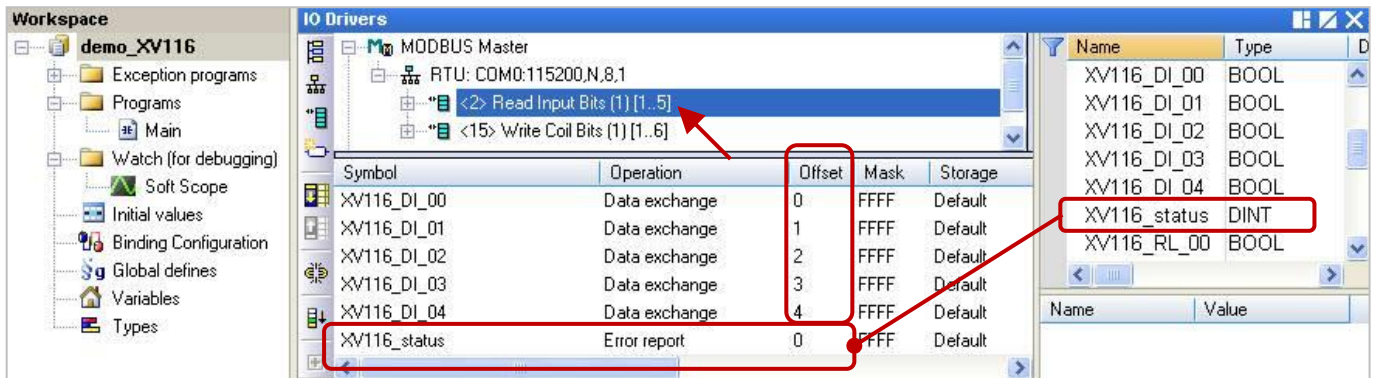 Workspace
demo_XV116
Exception programs
Programs
Main
Watch (for debugging)
Soft Scope
Initial values
Binding Configuration
Global defines
Variables
Types
IO Drivers
MODBUS Master
RTU: COM0:115200,N,8,1
<2> Read Input Bits (1) [1..5]
<15> Write Coil Bits (1) [1..6]
Symbol Operation Offset Mask Storage
XV116_DI_00 Data exchange 0 FFFF Default
XV116_DI_01 Data exchange 1 FFFF Default
XV116_DI_02 Data exchange 2 FFFF Default
XV116_DI_03 Data exchange 3 FFFF Default
XV116_DI_04 Data exchange 4 FFFF Default
XV116_status Error report 0 FFFF Default
Name Type D
XV116_DI_00 BOOL
XV116_DI_01 BOOL
XV116_DI_02 BOOL
XV116_DI_03 BOOL
XV116_DI_04 BOOL
XV116_status DINT
XV116_RL_00 BOOL
Name Value